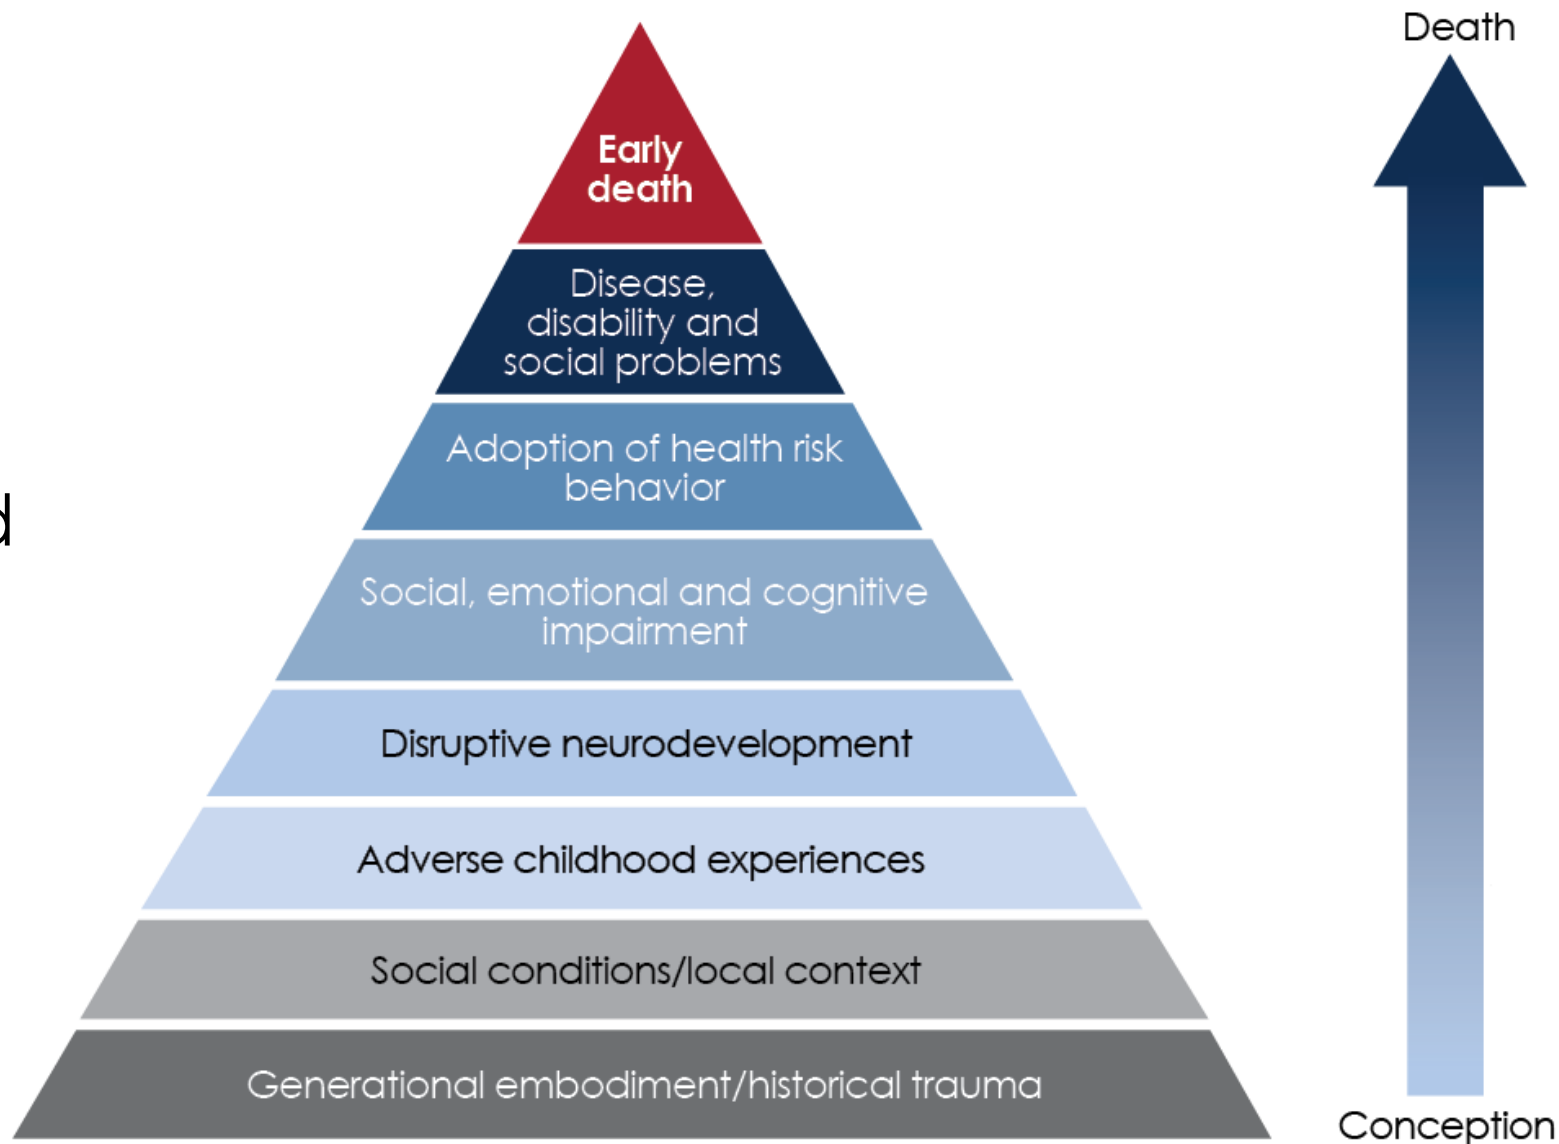 Death
Early
death
Disease,
disability and
social problems
Adoption of health risk
behavior
d
Social, emotional and cognitive
impairment
Disruptive neurodevelopment
Adverse childhood experiences
Social conditions/local context
Generational embodiment/historical trauma
Conception